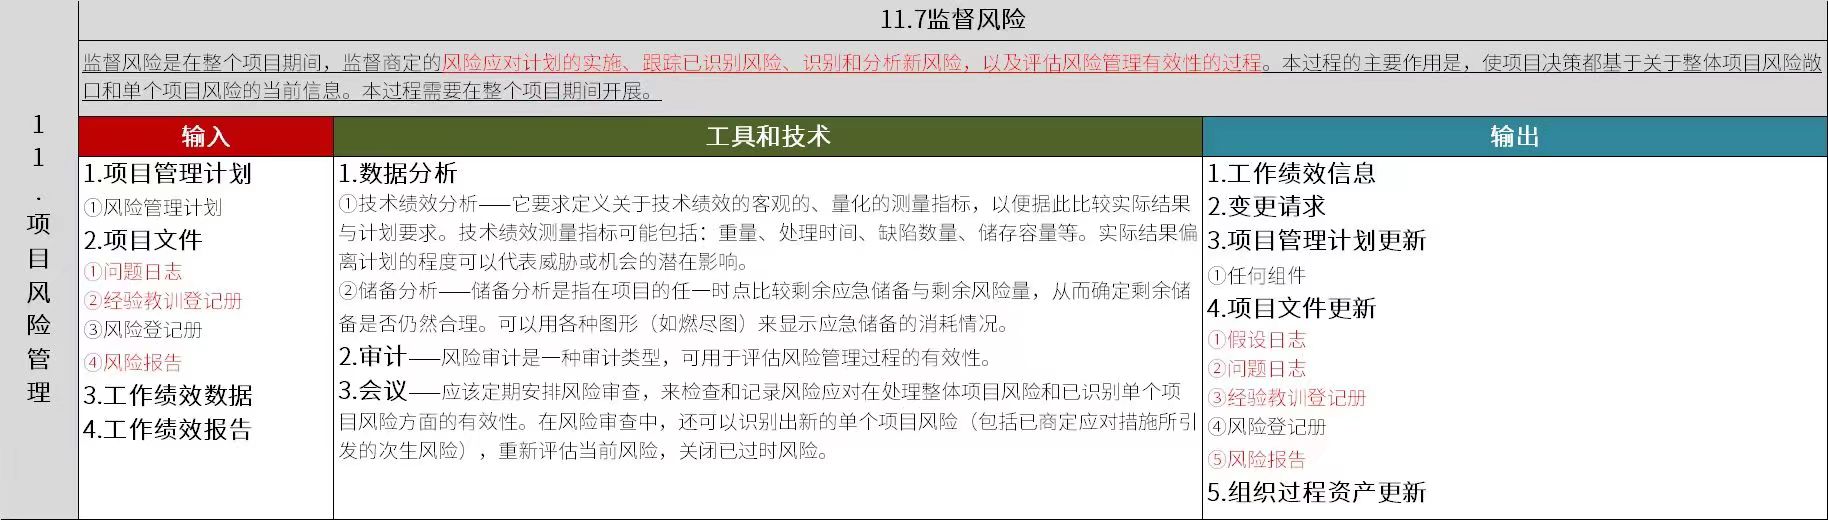 11.项目风险管理
11.7监督风险
监督风险是在整个项目期间，监督商定的风险应对计划的实施、跟踪已识别风险、识别和分析新风险，以及评估风险管理有效性的过程。本过程的主要作用是，使项目决策都基于关于整体项目风险敞
口和单个项目风险的当前信息。本过程需要在整个项目期间开展。
输入
1.项目管理计划
①风险管理计划
2.项目文件
①问题日志
②经验教训登记册
③风险登记册
④风险报告
3.工作绩效数据
4.工作绩效报告
工具和技术
1.数据分析
①技术绩效分析——它要求定义关于技术绩效的客观的、量化的测量指标，以便据此比较实际结果
与计划要求。技术绩效测量指标可能包括：重量、处理时间、缺陷数量、储存容量等。实际结果偏
离计划的程度可以代表威胁或机会的潜在影响。
②储备分析——储备分析是指在项目的任一时点比较剩余应急储备与剩余风险量，从而确定剩余储
备是否仍然合理。可以用各种图形（如燃尽图）来显示应急储备的消耗情况。
2.审计——风险审计是一种审计类型，可用于评估风险管理过程的有效性。
3.会议——应该定期安排风险审查，来检查和记录风险应对在处理整体项目风险和已识别单个项
目风险方面的有效性。在风险审查中，还可以识别出新的单个项目风险（包括已商定应对措施所引
发的次生风险），重新评估当前风险，关闭已过时风险。
输出
1.工作绩效信息
2.变更请求
3.项目管理计划更新
①任何组件
4.项目文件更新
①假设日志
②问题日志
③经验教训登记册
④风险登记册
⑤风险报告
5.组织过程资产更新